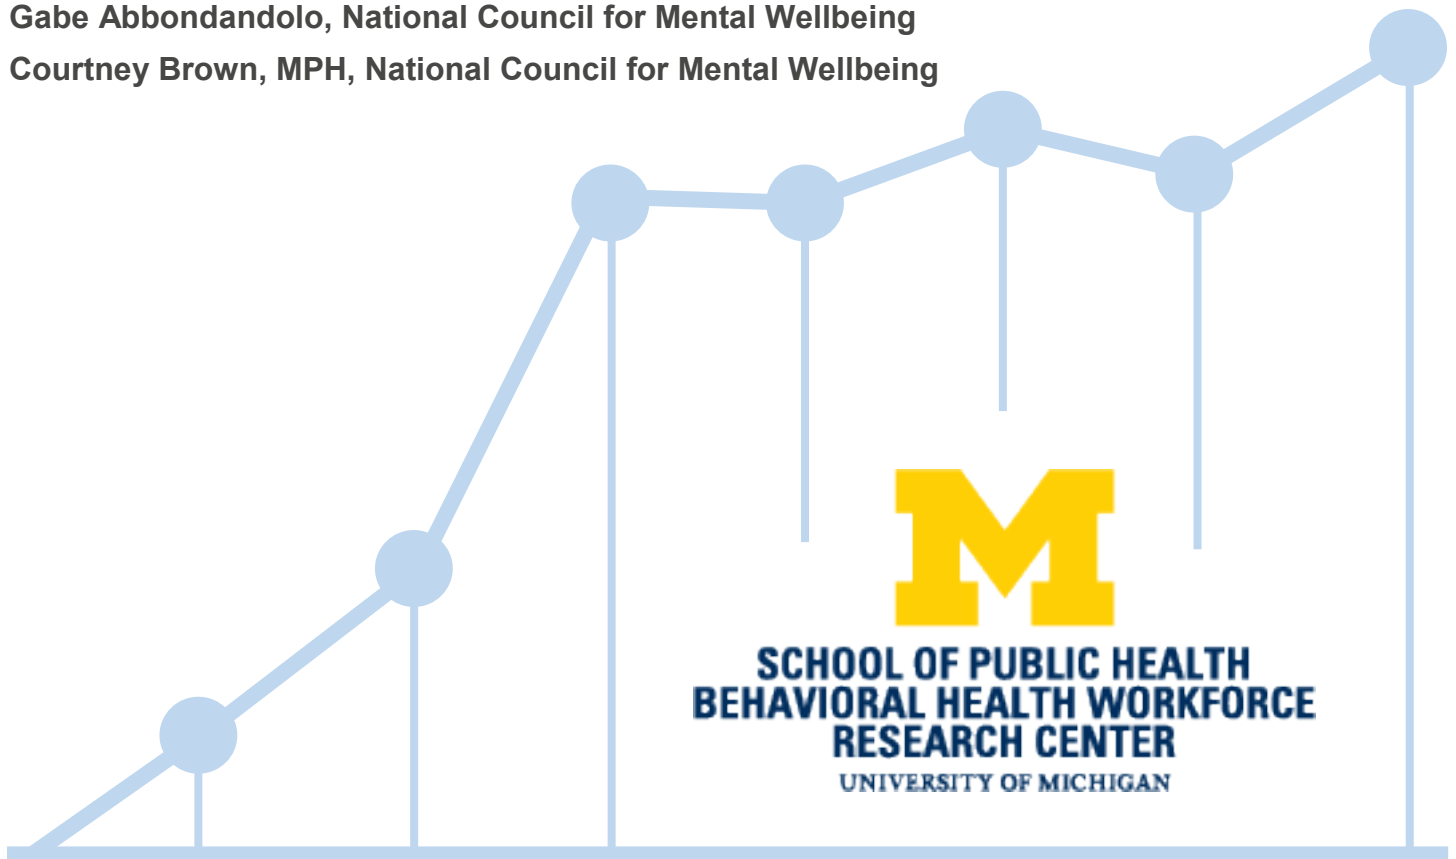 Gabe Abbondandolo, National Council for Mental Wellbeing
Courtney Brown, MPH, National Council for Mental Wellbeing
M
SCHOOL OF PUBLIC HEALTH
BEHAVIORAL HEALTH WORKFORCE
RESEARCH CENTER
UNIVERSITY OF MICHIGAN